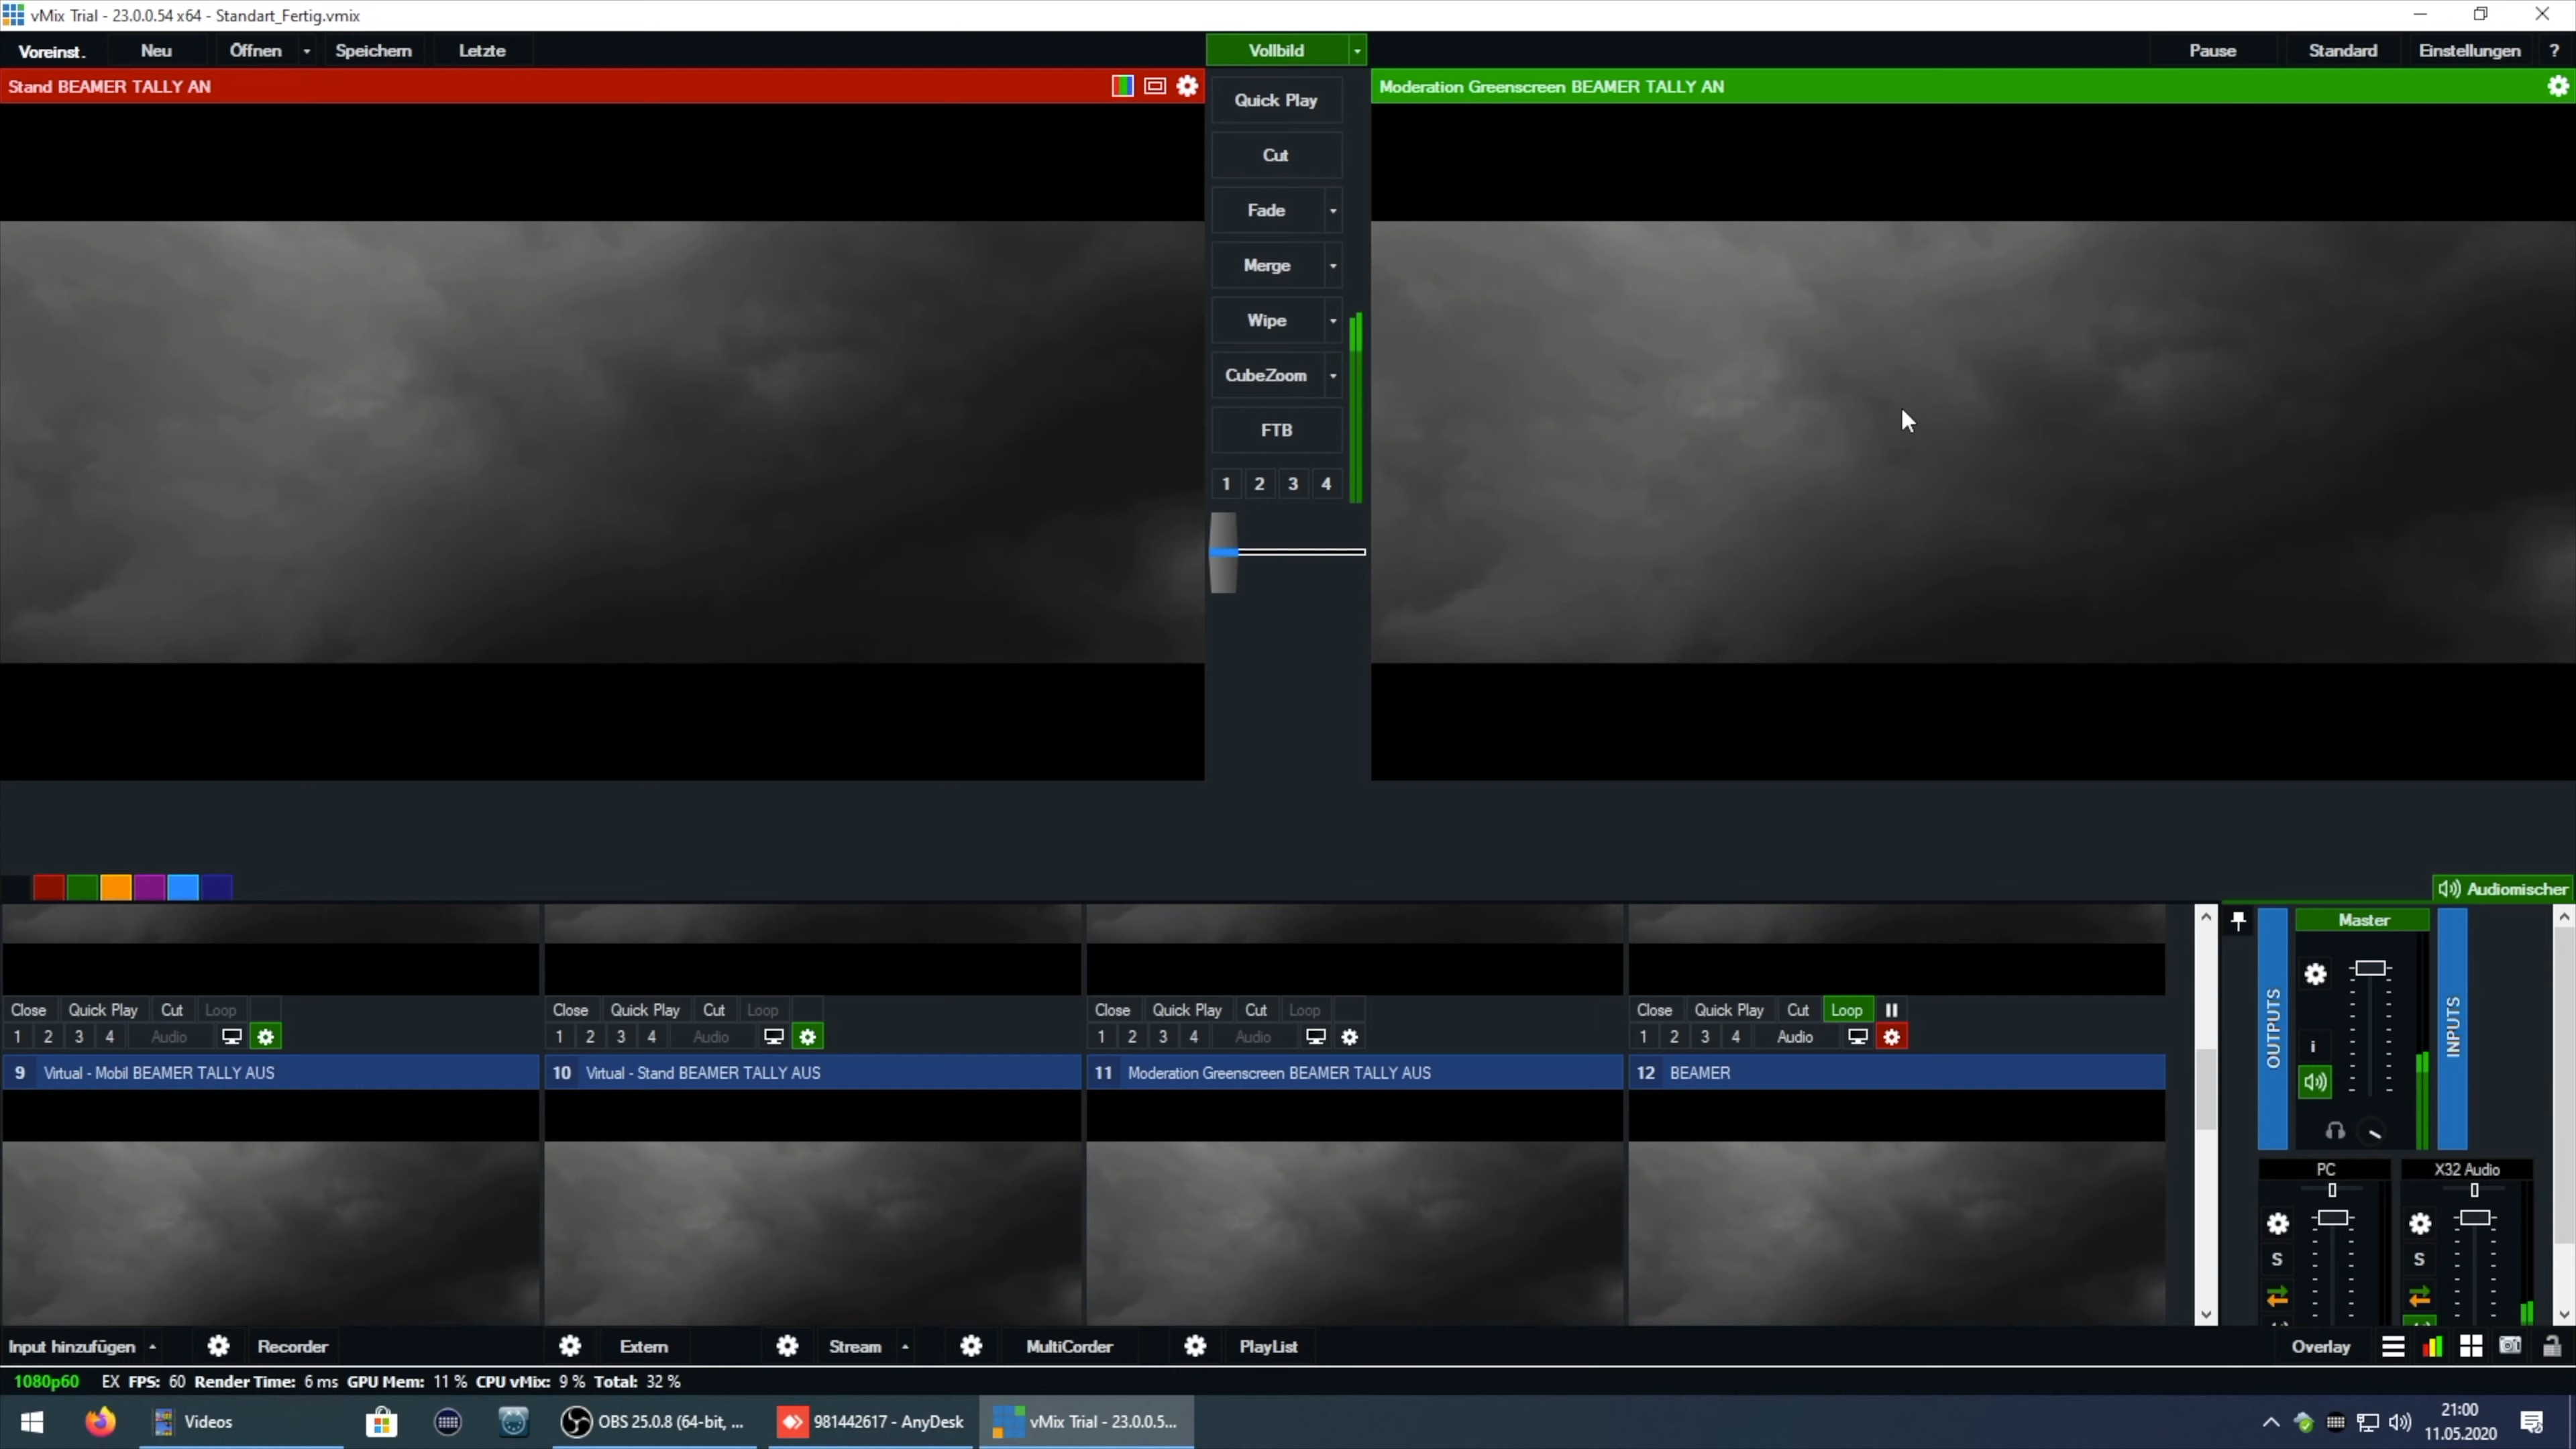 vMix Trial - 23.0.0.54 x64 - Standart_Fertig.vmix
Voreinst. Neu Öffnen Speichern Letzte Vollbild Pause Standard Einstellungen ?
Stand BEAMER TALLY AN
Moderation Greenscreen BEAMER TALLY AN
Quick Play
Cut
Fade
Merge
Wipe
CubeZoom
FTB
1 2 3 4
Audiomischer
Master
OUTPUTS
INPUTS
i
Close Quick Play Cut Loop
1 2 3 4 Audio
Close Quick Play Cut Loop
1 2 3 4 Audio
Close Quick Play Cut Loop
1 2 3 4 Audio
Close Quick Play Cut Loop
1 2 3 4 Audio
9 Virtual - Mobil BEAMER TALLY AUS
10 Virtual - Stand BEAMER TALLY AUS
11 Moderation Greenscreen BEAMER TALLY AUS
12 BEAMER
PC
X32 Audio
S
S
Input hinzufügen Recorder Extern Stream MultiCorder PlayList Overlay
1080p60 EX FPS: 60 Render Time: 6 ms GPU Mem: 11 % CPU vMix: 9 % Total: 32 %
Videos
OBS 25.0.8 (64-bit, ...
981442617 - AnyDesk
vMix Trial - 23.0.0.5...
21:00
11.05.2020